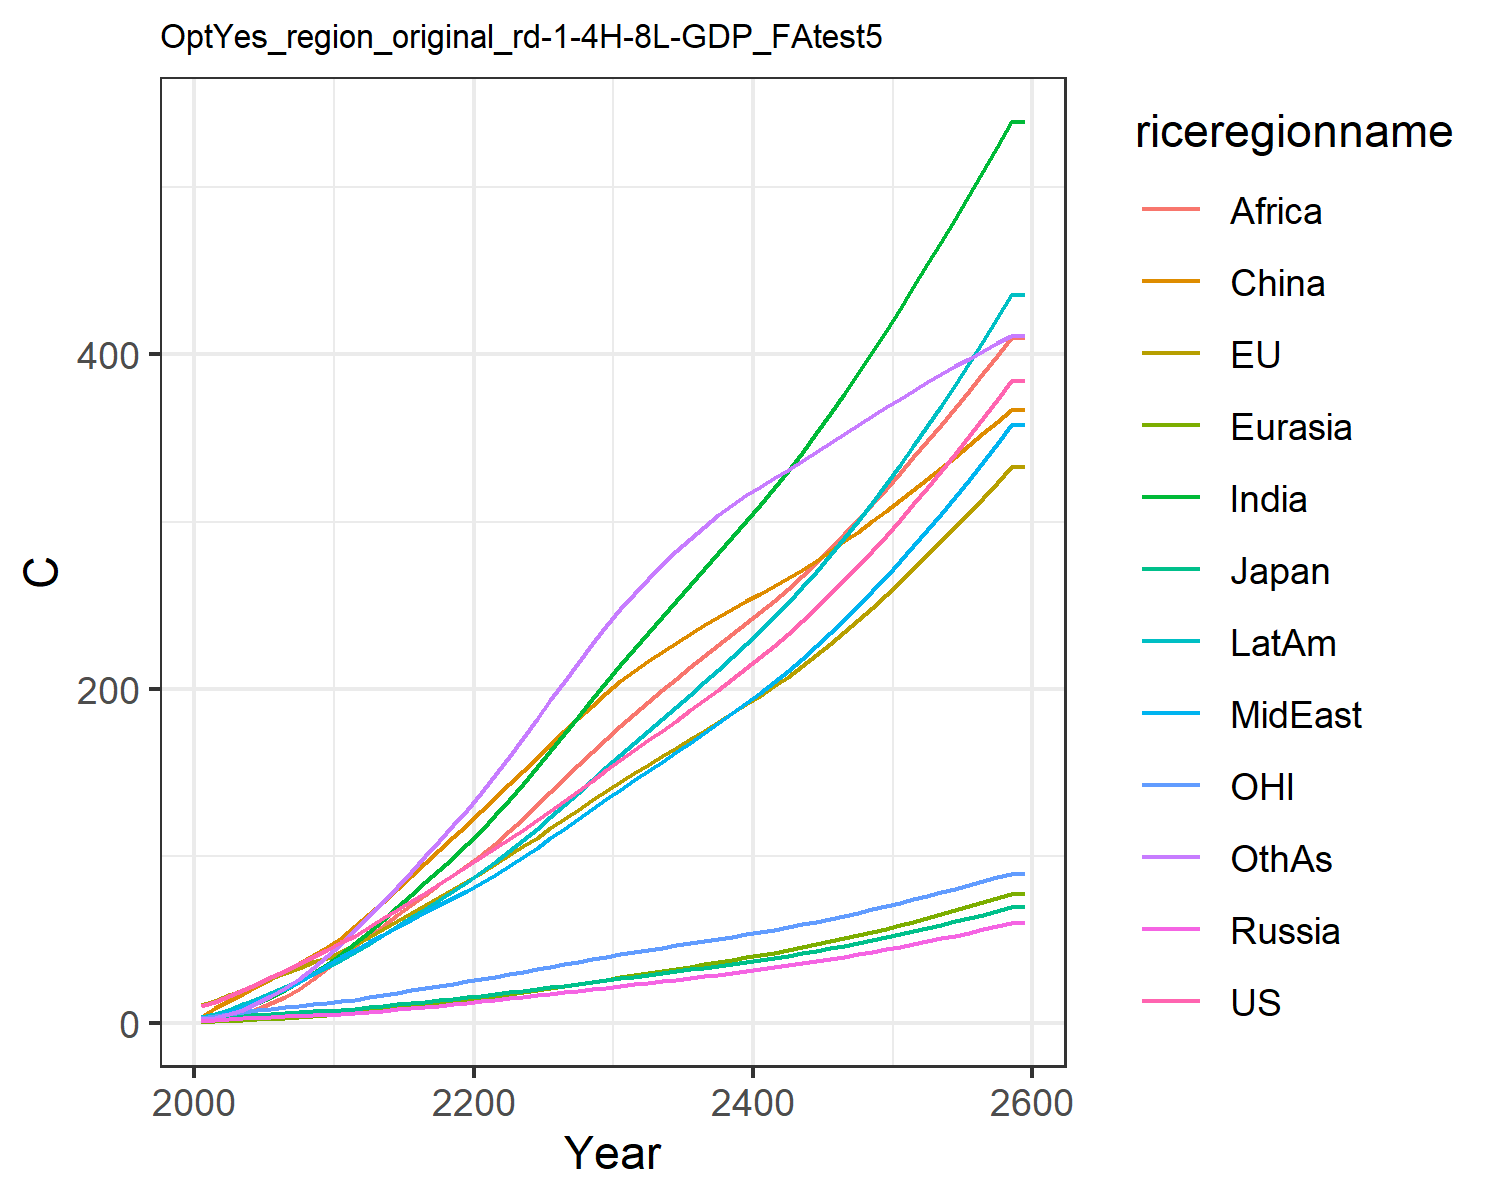 OptYes_region_original_rd-1-4H-8L-GDP_FAtest5
C
400
200
0
2000
2200
2400
2600
Year
riceregionname
Africa
China
EU
Eurasia
India
Japan
LatAm
MidEast
OHI
OthAs
Russia
US